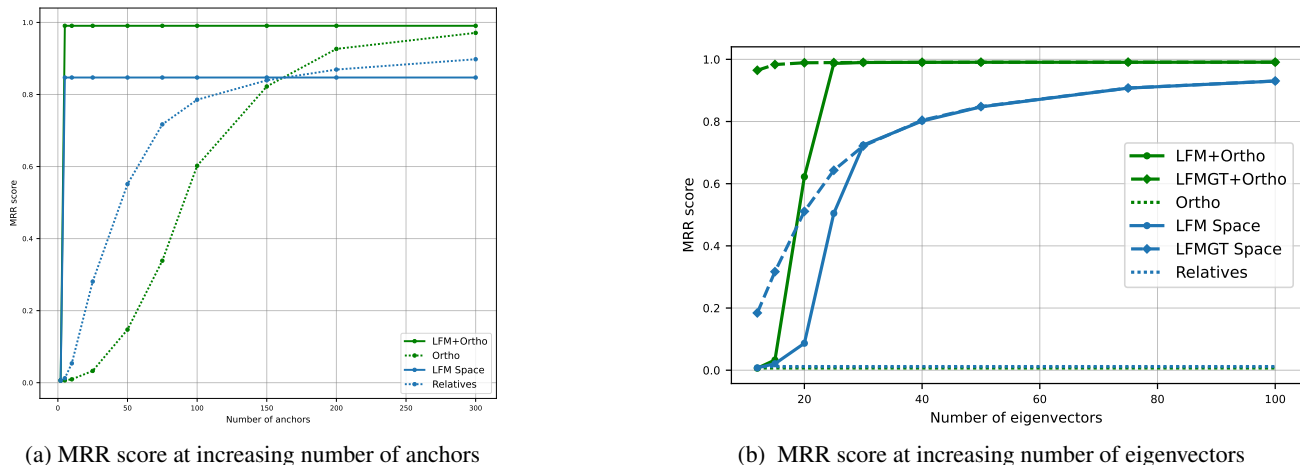 MRR score
1.0
0.8
0.6
0.4
0.2
0.0
0 50 100 150 200 250 300
Number of anchors
LFM+Ortho
Ortho
LFM Space
Relatives
(a) MRR score at increasing number of anchors
MRR score
1.0
0.8
0.6
0.4
0.2
0.0
20 40 60 80 100
Number of eigenvectors
LFM+Ortho
LFMGT+Ortho
Ortho
LFM Space
LFMGT Space
Relatives
(b) MRR score at increasing number of eigenvectors